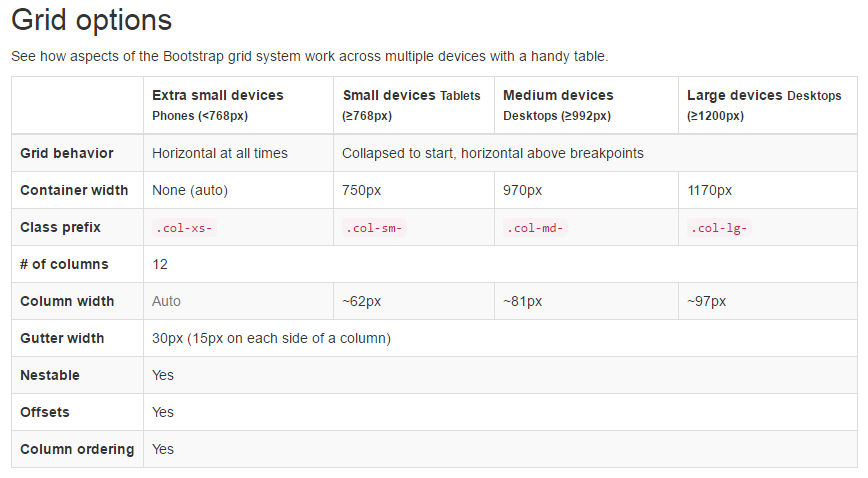 Grid options
See how aspects of the Bootstrap grid system work across multiple devices with a handy table.
Extra small devices Small devices Tablets Medium devices Large devices Desktops
Phones (<768px) (≥768px) Desktops (≥992px) (≥1200px)
Grid behavior Horizontal at all times Collapsed to start, horizontal above breakpoints
Container width None (auto) 750px 970px 1170px
Class prefix .col-xs- .col-sm- .col-md- .col-lg-
# of columns 12
Column width Auto ~62px ~81px ~97px
Gutter width 30px (15px on each side of a column)
Nestable Yes
Offsets Yes
Column ordering Yes